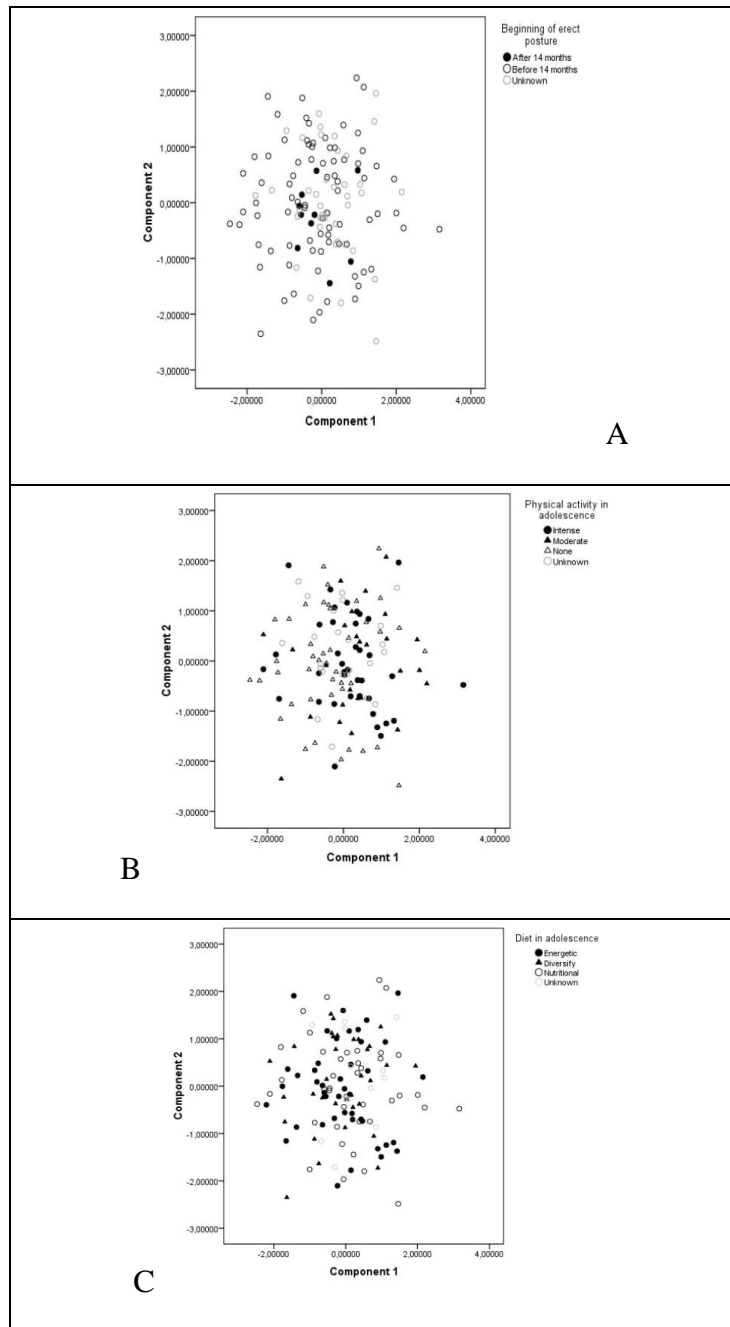 Beginning of erect
posture
After 14 months
Before 14 months
Unknown
3,00000
2,00000
1,00000
0,00000
-1,00000
-2,00000
-3,00000
Component 2
-2,00000 0,00000 2,00000 4,00000
Component 1
A
Physical activity in
adolescence
Intense
Moderate
None
Unknown
3,00000
2,00000
1,00000
0,00000
-1,00000
-2,00000
-3,00000
Component 2
-2,00000 0,00000 2,00000 4,00000
Component 1
B
Diet in adolescence
Energetic
Diversify
Nutritional
Unknown
3,00000
2,00000
1,00000
0,00000
-1,00000
-2,00000
-3,00000
Component 2
-2,00000 0,00000 2,00000 4,00000
Component 1
C